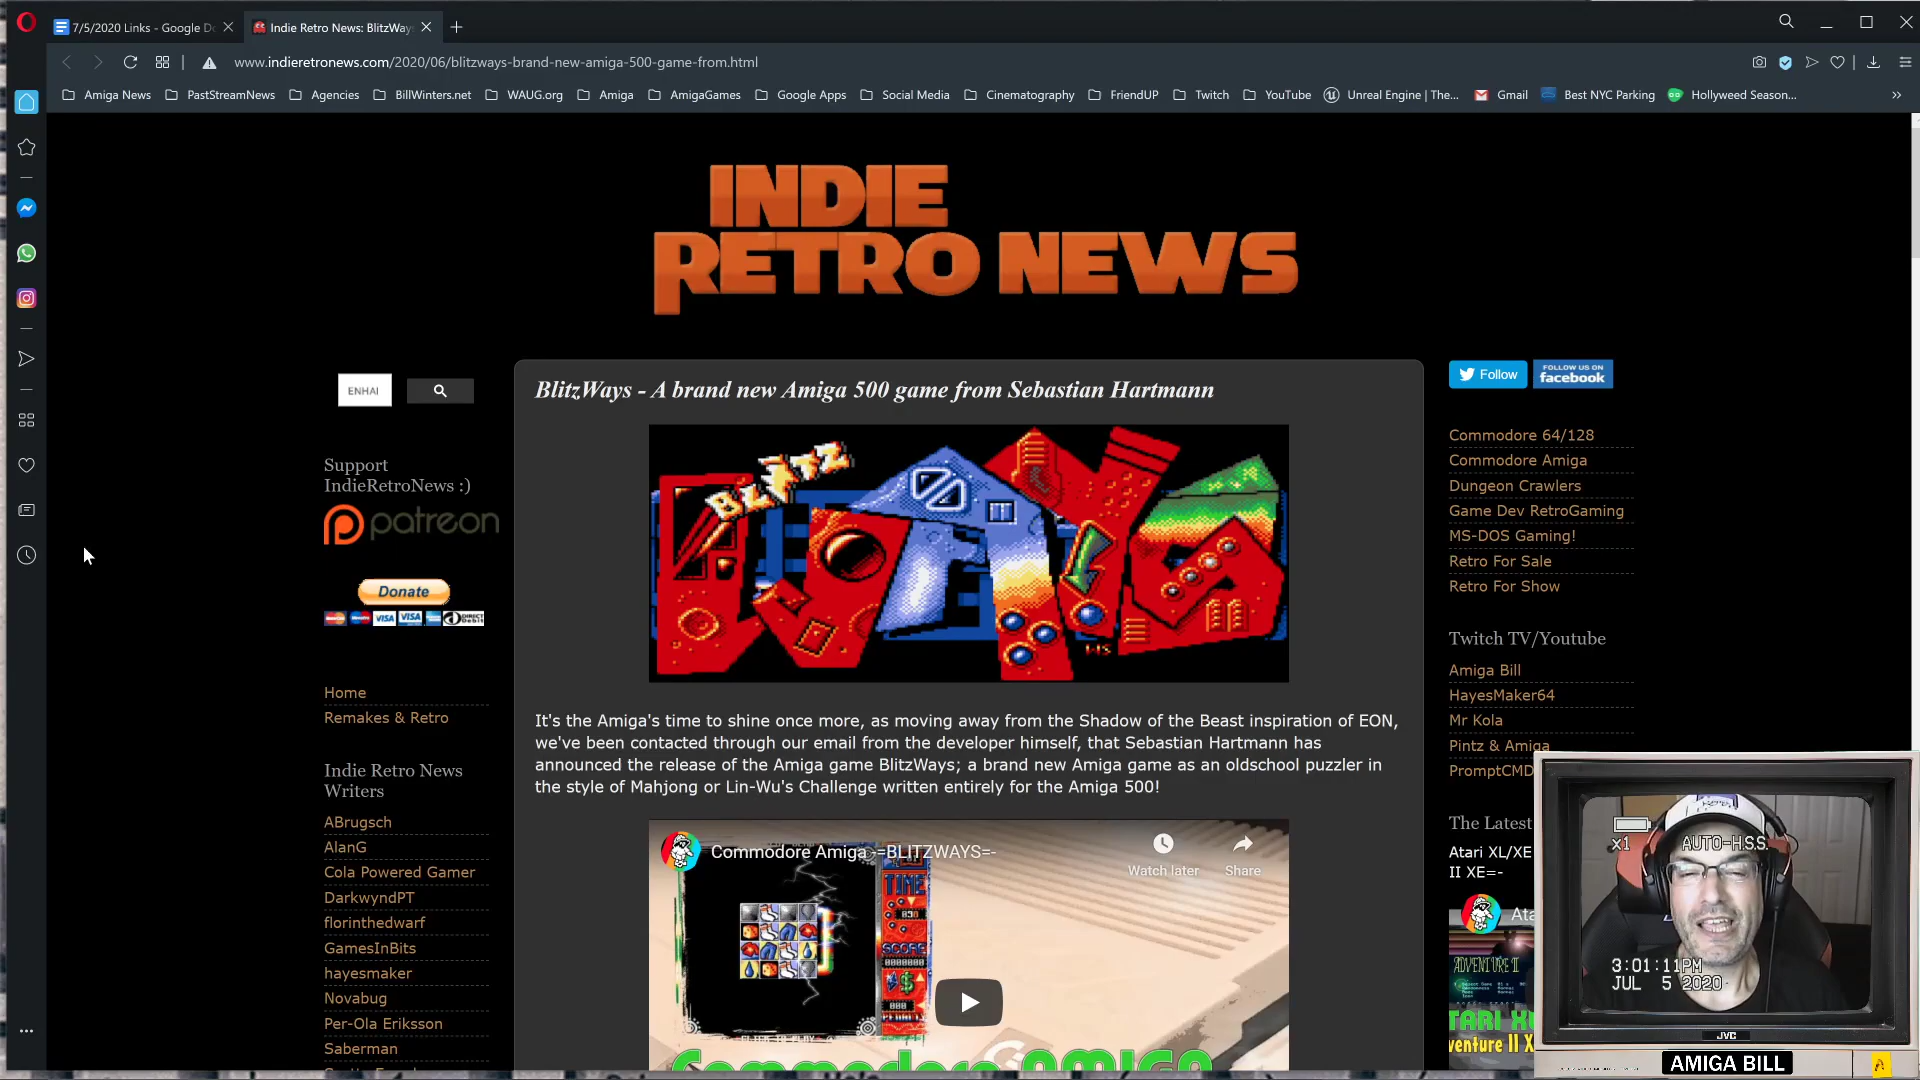 7/5/2020 Links - Google Do
Indie Retro News: BlitzWay
www.indieretronews.com/2020/06/blitzways-brand-new-amiga-500-game-from.html
Amiga News
PastStreamNews
Agencies
BillWinters.net
WAUG.org
Amiga
AmigaGames
Google Apps
Social Media
Cinematography
FriendUP
Twitch
YouTube
Unreal Engine | The...
Gmail
Best NYC Parking
Hollyweed Season...
INDIE
RETRO NEWS
ENHAI
Support
IndieRetroNews :)
patreon
Donate
Home
Remakes & Retro
Indie Retro News
Writers
ABrugsch
AlanG
Cola Powered Gamer
DarkwyndPT
florinthedwarf
GamesInBits
hayesmaker
Novabug
Per-Ola Eriksson
Saberman
BlitzWays - A brand new Amiga 500 game from Sebastian Hartmann
BLITZ
WAYS
It's the Amiga's time to shine once more, as moving away from the Shadow of the Beast inspiration of EON,
we've been contacted through our email from the developer himself, that Sebastian Hartmann has
announced the release of the Amiga game BlitzWays; a brand new Amiga game as an oldschool puzzler in
the style of Mahjong or Lin-Wu's Challenge written entirely for the Amiga 500!
Commodore Amiga -=BLITZWAYS=-
Watch later
Share
TIME
SCORE
Commodore AMIGA
Follow
FOLLOW US ON
facebook
Commodore 64/128
Commodore Amiga
Dungeon Crawlers
Game Dev RetroGaming
MS-DOS Gaming!
Retro For Sale
Retro For Show
Twitch TV/Youtube
Amiga Bill
HayesMaker64
Mr Kola
Pintz & Amiga
PromptCMD
The Latest
Atari XL/XE
II XE=-
Ata
ADVENTURE II
x1
AUTO-H.S.S.
3:01:11PM
JUL 5 2020
JVC
AMIGA BILL